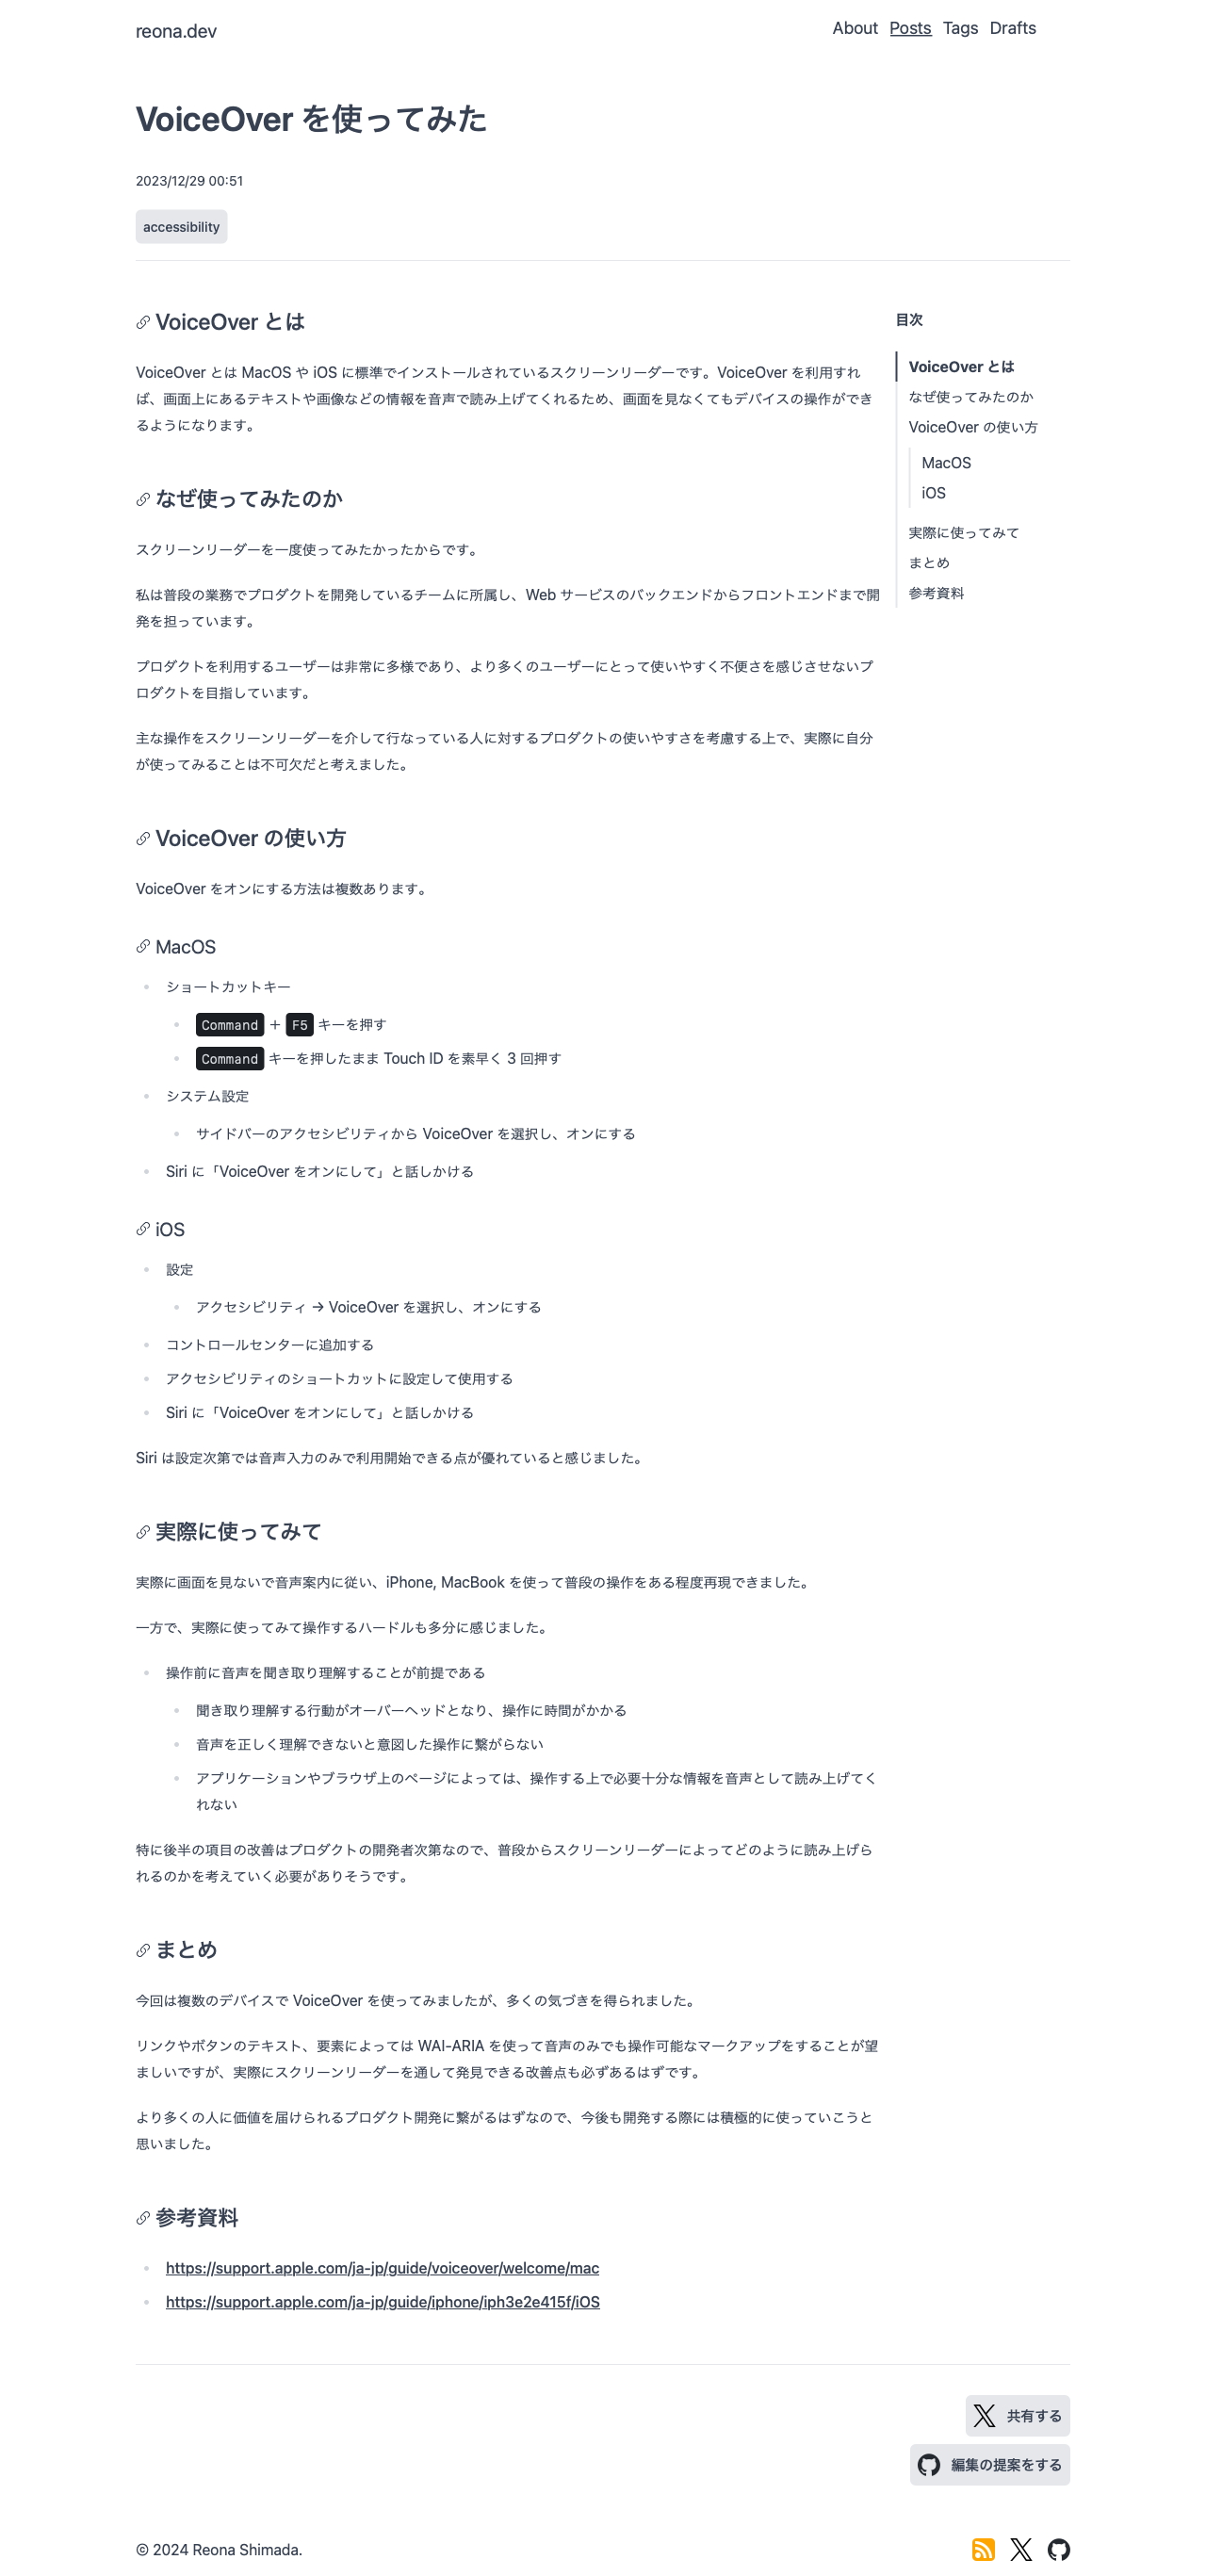 reona.dev
About Posts Tags Drafts
VoiceOver を使ってみた
2023/12/29 00:51
accessibility
VoiceOver とは
VoiceOver とは MacOS や iOS に標準でインストールされているスクリーンリーダーです。VoiceOver を利用すれ
ば、画面上にあるテキストや画像などの情報を音声で読み上げてくれるため、画面を見なくてもデバイスの操作ができ
るようになります。
なぜ使ってみたのか
スクリーンリーダーを一度使ってみたかったからです。
私は普段の業務でプロダクトを開発しているチームに所属し、Web サービスのバックエンドからフロントエンドまで開
発を担っています。
プロダクトを利用するユーザーは非常に多様であり、より多くのユーザーにとって使いやすく不便さを感じさせないプ
ロダクトを目指しています。
主な操作をスクリーンリーダーを介して行なっている人に対するプロダクトの使いやすさを考慮する上で、実際に自分
が使ってみることは不可欠だと考えました。
VoiceOver の使い方
VoiceOver をオンにする方法は複数あります。
MacOS
ショートカットキー
Command + F5 キーを押す
Command キーを押したまま Touch ID を素早く 3 回押す
システム設定
サイドバーのアクセシビリティから VoiceOver を選択し、オンにする
Siri に「VoiceOver をオンにして」と話しかける
iOS
設定
アクセシビリティ → VoiceOver を選択し、オンにする
コントロールセンターに追加する
アクセシビリティのショートカットに設定して使用する
Siri に「VoiceOver をオンにして」と話しかける
Siri は設定次第では音声入力のみで利用開始できる点が優れていると感じました。
実際に使ってみて
実際に画面を見ないで音声案内に従い、iPhone, MacBook を使って普段の操作をある程度再現できました。
一方で、実際に使ってみて操作するハードルも多分に感じました。
操作前に音声を聞き取り理解することが前提である
聞き取り理解する行動がオーバーヘッドとなり、操作に時間がかかる
音声を正しく理解できないと意図した操作に繋がらない
アプリケーションやブラウザ上のページによっては、操作する上で必要十分な情報を音声として読み上げてく
れない
特に後半の項目の改善はプロダクトの開発者次第なので、普段からスクリーンリーダーによってどのように読み上げら
れるのかを考えていく必要がありそうです。
まとめ
今回は複数のデバイスで VoiceOver を使ってみましたが、多くの気づきを得られました。
リンクやボタンのテキスト、要素によっては WAI-ARIA を使って音声のみでも操作可能なマークアップをすることが望
ましいですが、実際にスクリーンリーダーを通して発見できる改善点も必ずあるはずです。
より多くの人に価値を届けられるプロダクト開発に繋がるはずなので、今後も開発する際には積極的に使っていこうと
思いました。
参考資料
https://support.apple.com/ja-jp/guide/voiceover/welcome/mac
https://support.apple.com/ja-jp/guide/iphone/iph3e2e415f/iOS
目次
VoiceOver とは
なぜ使ってみたのか
VoiceOver の使い方
MacOS
iOS
実際に使ってみて
まとめ
参考資料
共有する
編集の提案をする
© 2024 Reona Shimada.